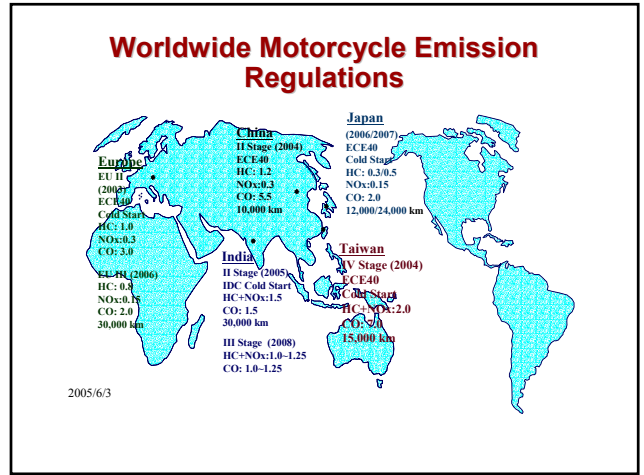 Worldwide Motorcycle Emission
Regulations
Europe
EU II
(2003)
ECE40
Cold Start
HC: 1.0
NOx:0.3
CO: 3.0
EU III (2006)
HC: 0.8
NOx:0.15
CO: 2.0
30,000 km
China
II Stage (2004)
ECE40
HC: 1.2
NOx:0.3
CO: 5.5
10,000 km
India
II Stage (2005)
IDC Cold Start
HC+NOx:1.5
CO: 1.5
30,000 km
III Stage (2008)
HC+NOx:1.0~1.25
CO: 1.0~1.25
Japan
(2006/2007)
ECE40
Cold Start
HC: 0.3/0.5
NOx:0.15
CO: 2.0
12,000/24,000 km
Taiwan
IV Stage (2004)
ECE40
Cold Start
HC+NOx:2.0
CO: 7.0
15,000 km
2005/6/3